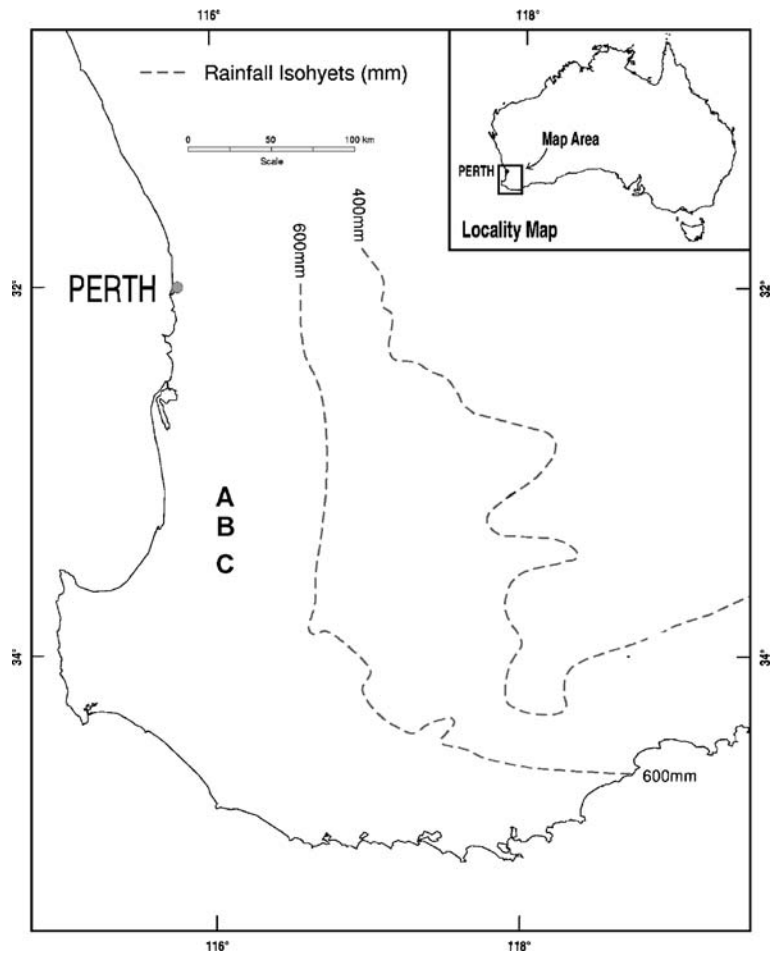 116°
118°
Rainfall Isohyets (mm)
0
50
100 km
Scale
Map Area
PERTH
Locality Map
400mm
600mm
PERTH
32°
32°
A
B
C
34°
34°
600mm
116°
118°